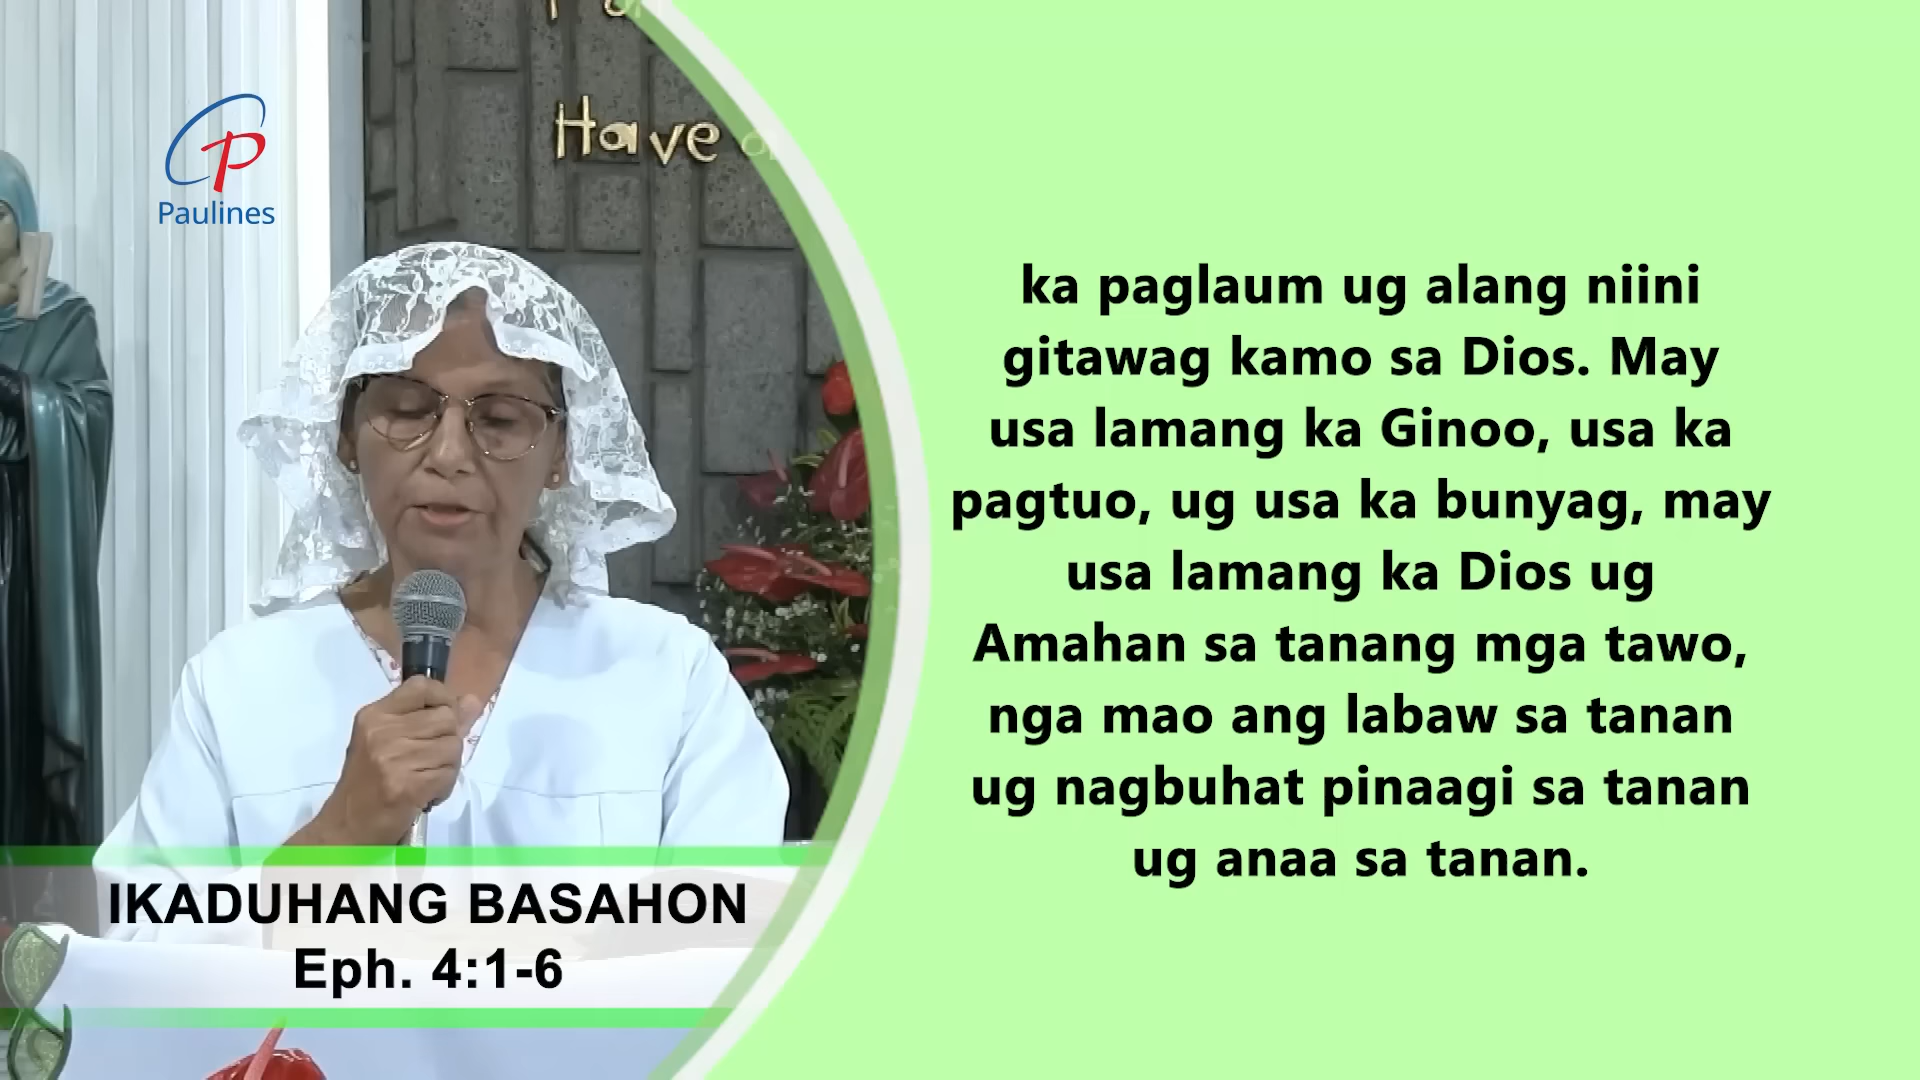 Have
Paulines
ka paglaum ug alang niini
gitawag kamo sa Dios. May
usa lamang ka Ginoo, usa ka
pagtuo, ug usa ka bunyag, may
usa lamang ka Dios ug
Amahan sa tanang mga tawo,
nga mao ang labaw sa tanan
ug nagbuhat pinaagi sa tanan
ug anaa sa tanan.
IKADUHANG BASAHON
Eph. 4:1-6